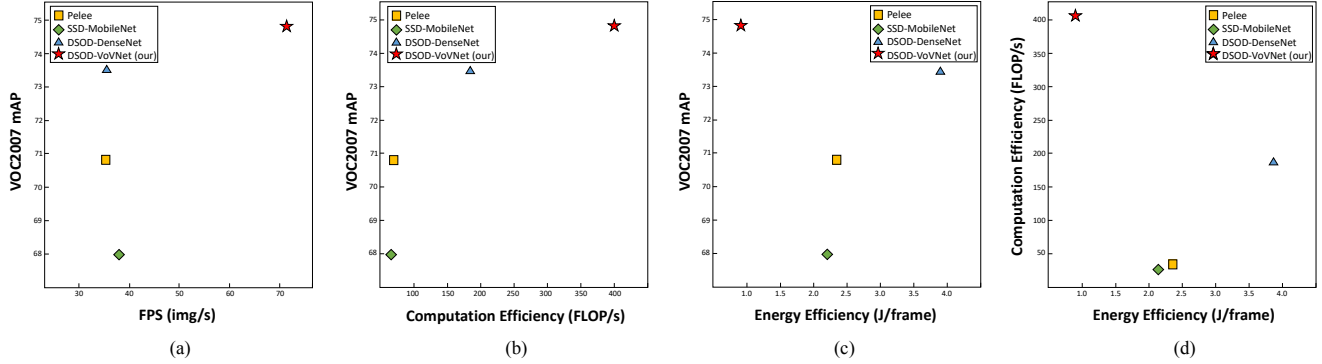 75
74
73
72
71
70
69
68
30
40
50
60
70
VOC2007 mAP
FPS (img/s)
Pelee
SSD-MobileNet
DSOD-DenseNet
DSOD-VoVNet (our)
(a)
75
74
73
72
71
70
69
68
100
150
200
250
300
350
400
VOC2007 mAP
Computation Efficiency (FLOP/s)
Pelee
SSD-MobileNet
DSOD-DenseNet
DSOD-VoVNet (our)
(b)
75
74
73
72
71
70
69
68
1.0
1.5
2.0
2.5
3.0
3.5
4.0
VOC2007 mAP
Energy Efficiency (J/frame)
Pelee
SSD-MobileNet
DSOD-DenseNet
DSOD-VoVNet (our)
(c)
400
350
300
250
200
150
100
50
1.0
1.5
2.0
2.5
3.0
3.5
4.0
Computation Efficiency (FLOP/s)
Energy Efficiency (J/frame)
Pelee
SSD-MobileNet
DSOD-DenseNet
DSOD-VoVNet (our)
(d)